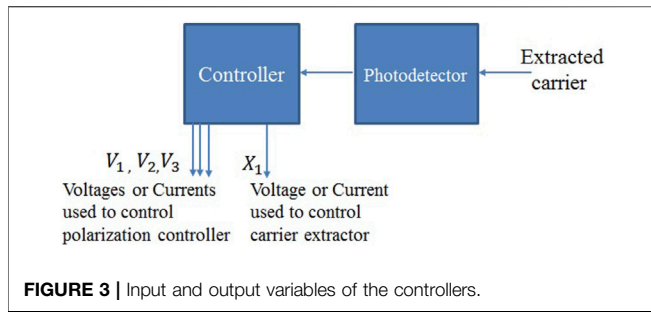 Controller
Photodetector
Extracted
carrier
V₁ , V₂,V₃
X₁
Voltages or Currents
used to control
polarization controller
Voltage or Current
used to control
carrier extractor
FIGURE 3 | Input and output variables of the controllers.